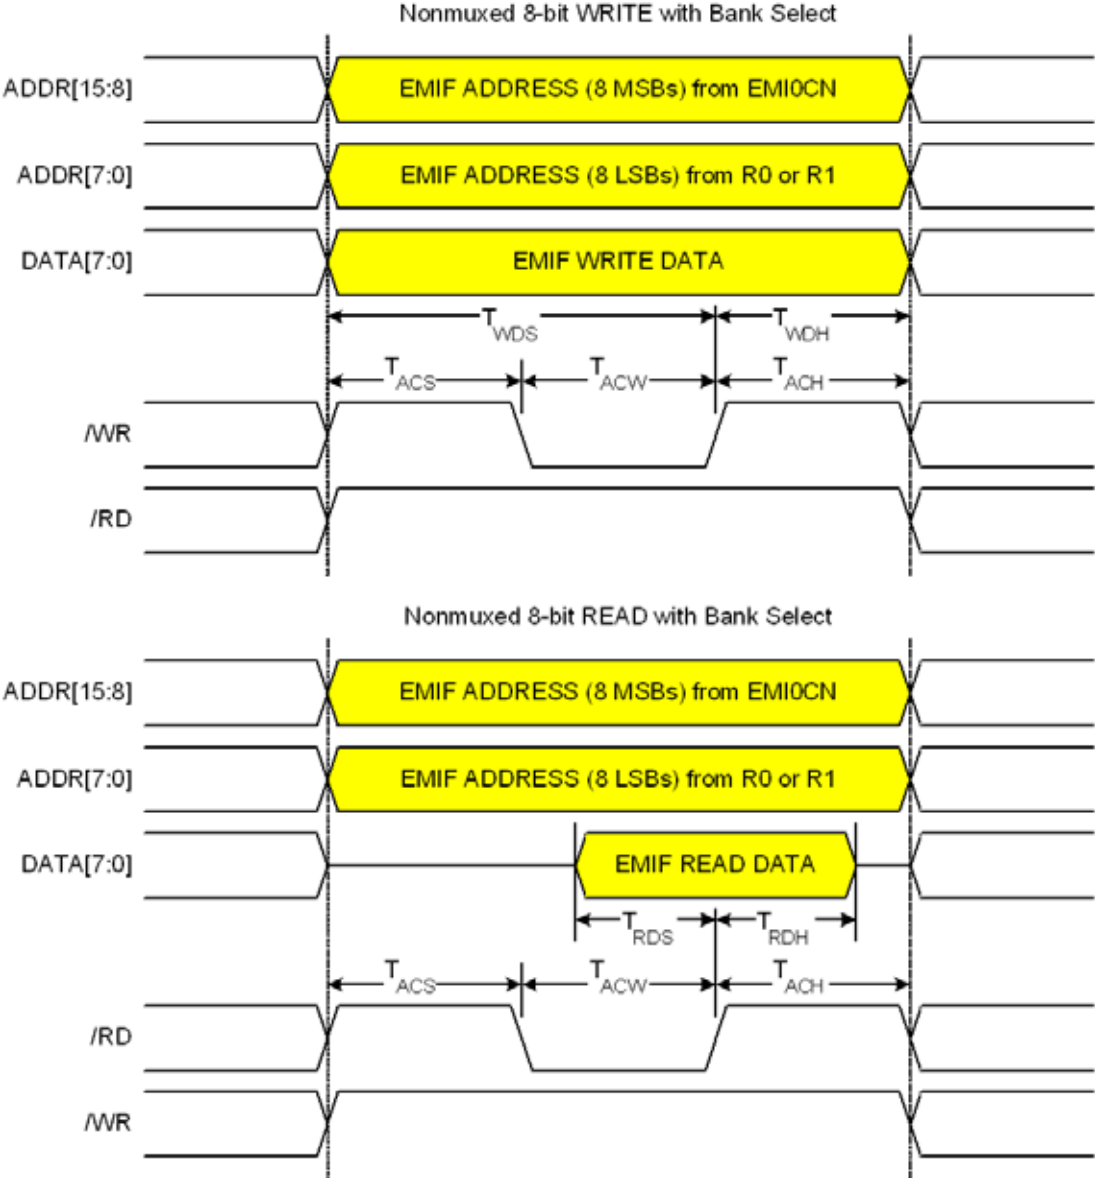 Nonmuxed 8-bit WRITE with Bank Select
ADDR[15:8]
EMIF ADDRESS (8 MSBs) from EMI0CN
ADDR[7:0]
EMIF ADDRESS (8 LSBs) from R0 or R1
DATA[7:0]
EMIF WRITE DATA
TWDS TWDH
TACS TACW TACH
/WR
/RD
Nonmuxed 8-bit READ with Bank Select
ADDR[15:8]
EMIF ADDRESS (8 MSBs) from EMI0CN
ADDR[7:0]
EMIF ADDRESS (8 LSBs) from R0 or R1
DATA[7:0]
EMIF READ DATA
TRDS TRDH
TACS TACW TACH
/RD
/WR